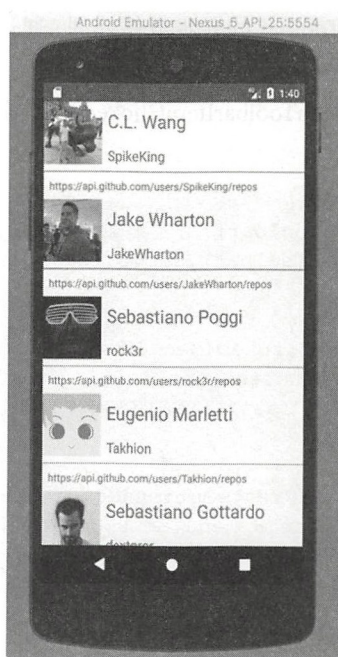 Android Emulator - Nexus_5_API_25:5554
1:40
C.L. Wang
SpikeKing
https://api.github.com/users/SpikeKing/repos
Jake Wharton
JakeWharton
https://api.github.com/users/JakeWharton/repos
Sebastiano Poggi
rock3r
https://api.github.com/users/rock3r/repos
Eugenio Marletti
Takhion
https://api.github.com/users/Takhion/repos
Sebastiano Gottardo